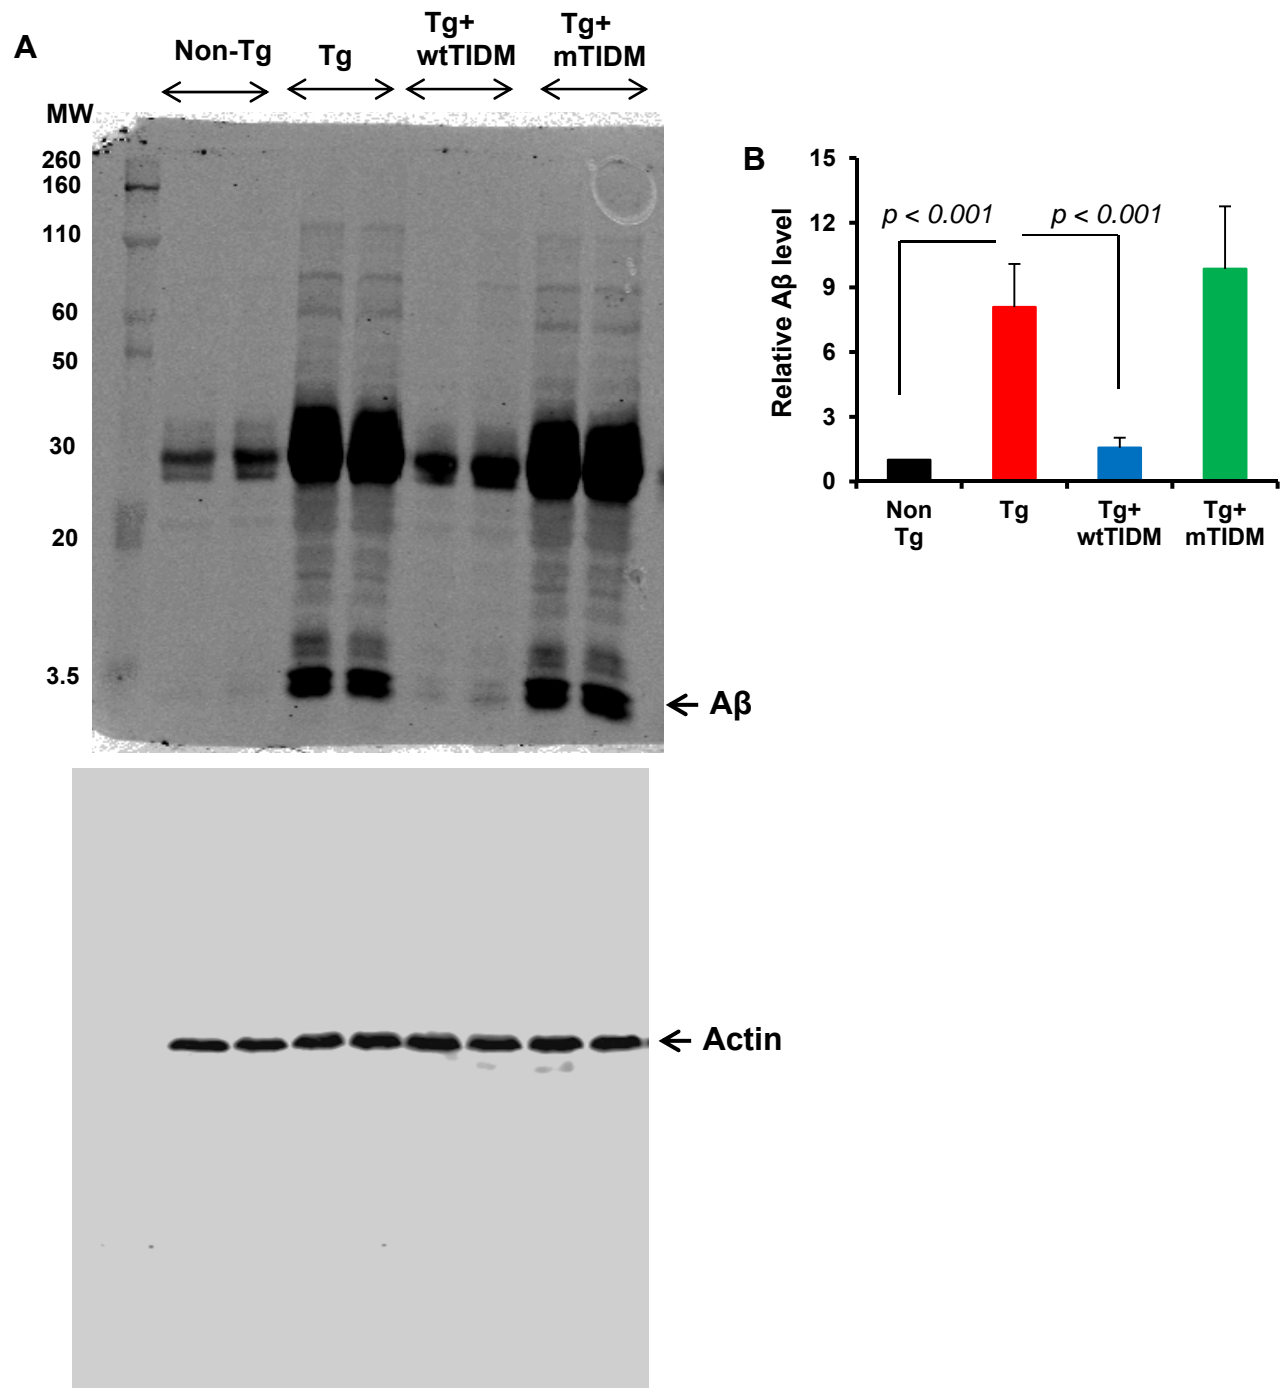 A
Non-Tg
Tg
Tg+
wtTIDM
Tg+
mTIDM
MW
260
160
110
60
50
30
20
3.5
Aβ
Actin
B
Relative Aβ level
15
12
9
6
3
0
p < 0.001
p < 0.001
Non
Tg
Tg
Tg+
wtTIDM
Tg+
mTIDM